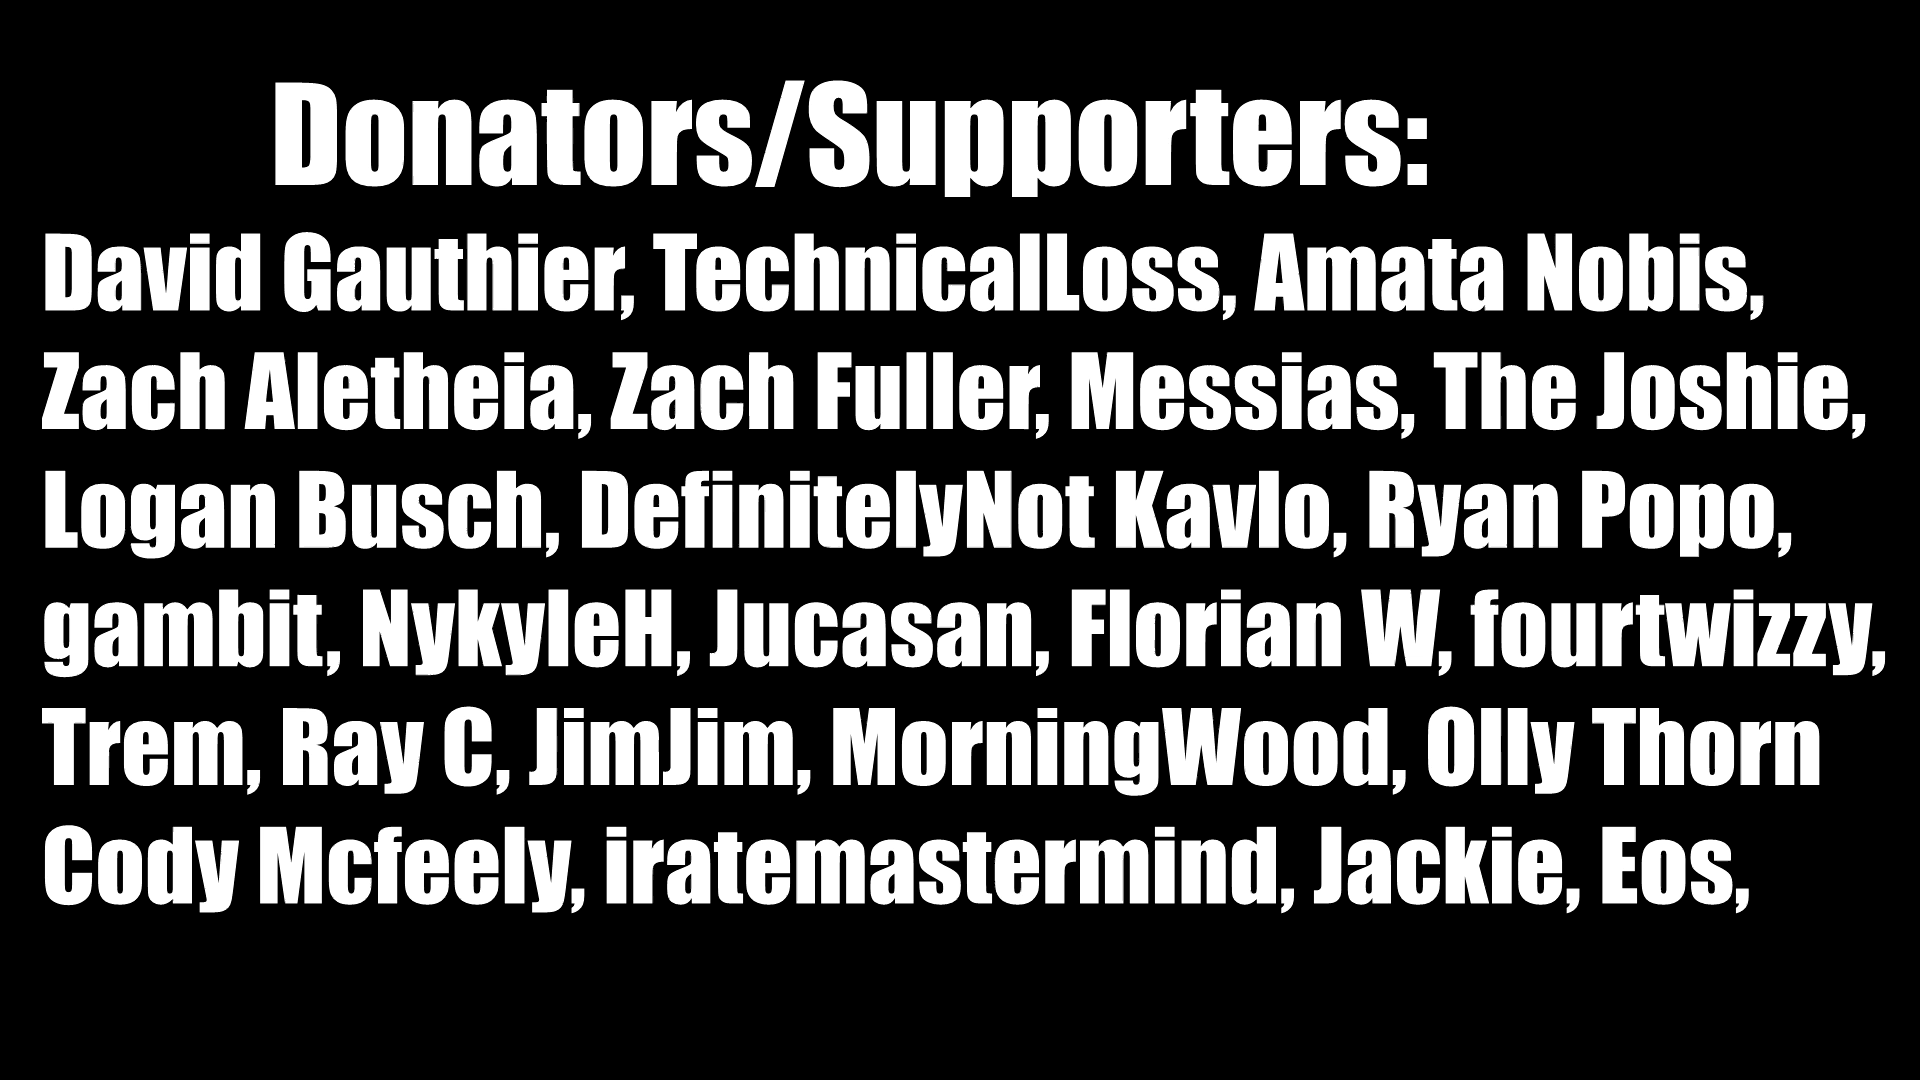 Donators/Supporters:
David Gauthier, TechnicalLoss, Amata Nobis,
Zach Aletheia, Zach Fuller, Messias, The Joshie,
Logan Busch, DefinitelyNot Kavlo, Ryan Popo,
gambit, NykyleH, Jucasan, Florian W, fourtwizzy,
Trem, Ray C, JimJim, MorningWood, Olly Thorn
Cody Mcfeely, iratemastermind, Jackie, Eos,